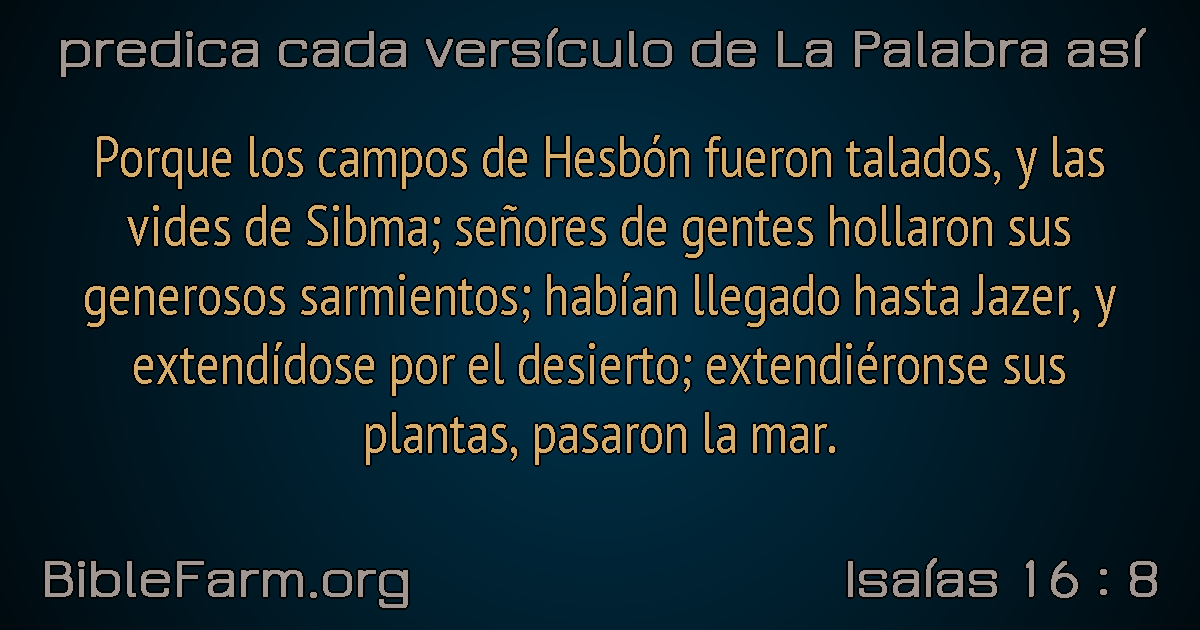 predica cada versículo de La Palabra así
Porque los campos de Hesbón fueron talados, y las
vides de Sibma; señores de gentes hollaron sus
generosos sarmientos; habían llegado hasta Jazer, y
extendídose por el desierto; extendiéronse sus
plantas, pasaron la mar.
BibleFarm.org
Isaías 16 : 8